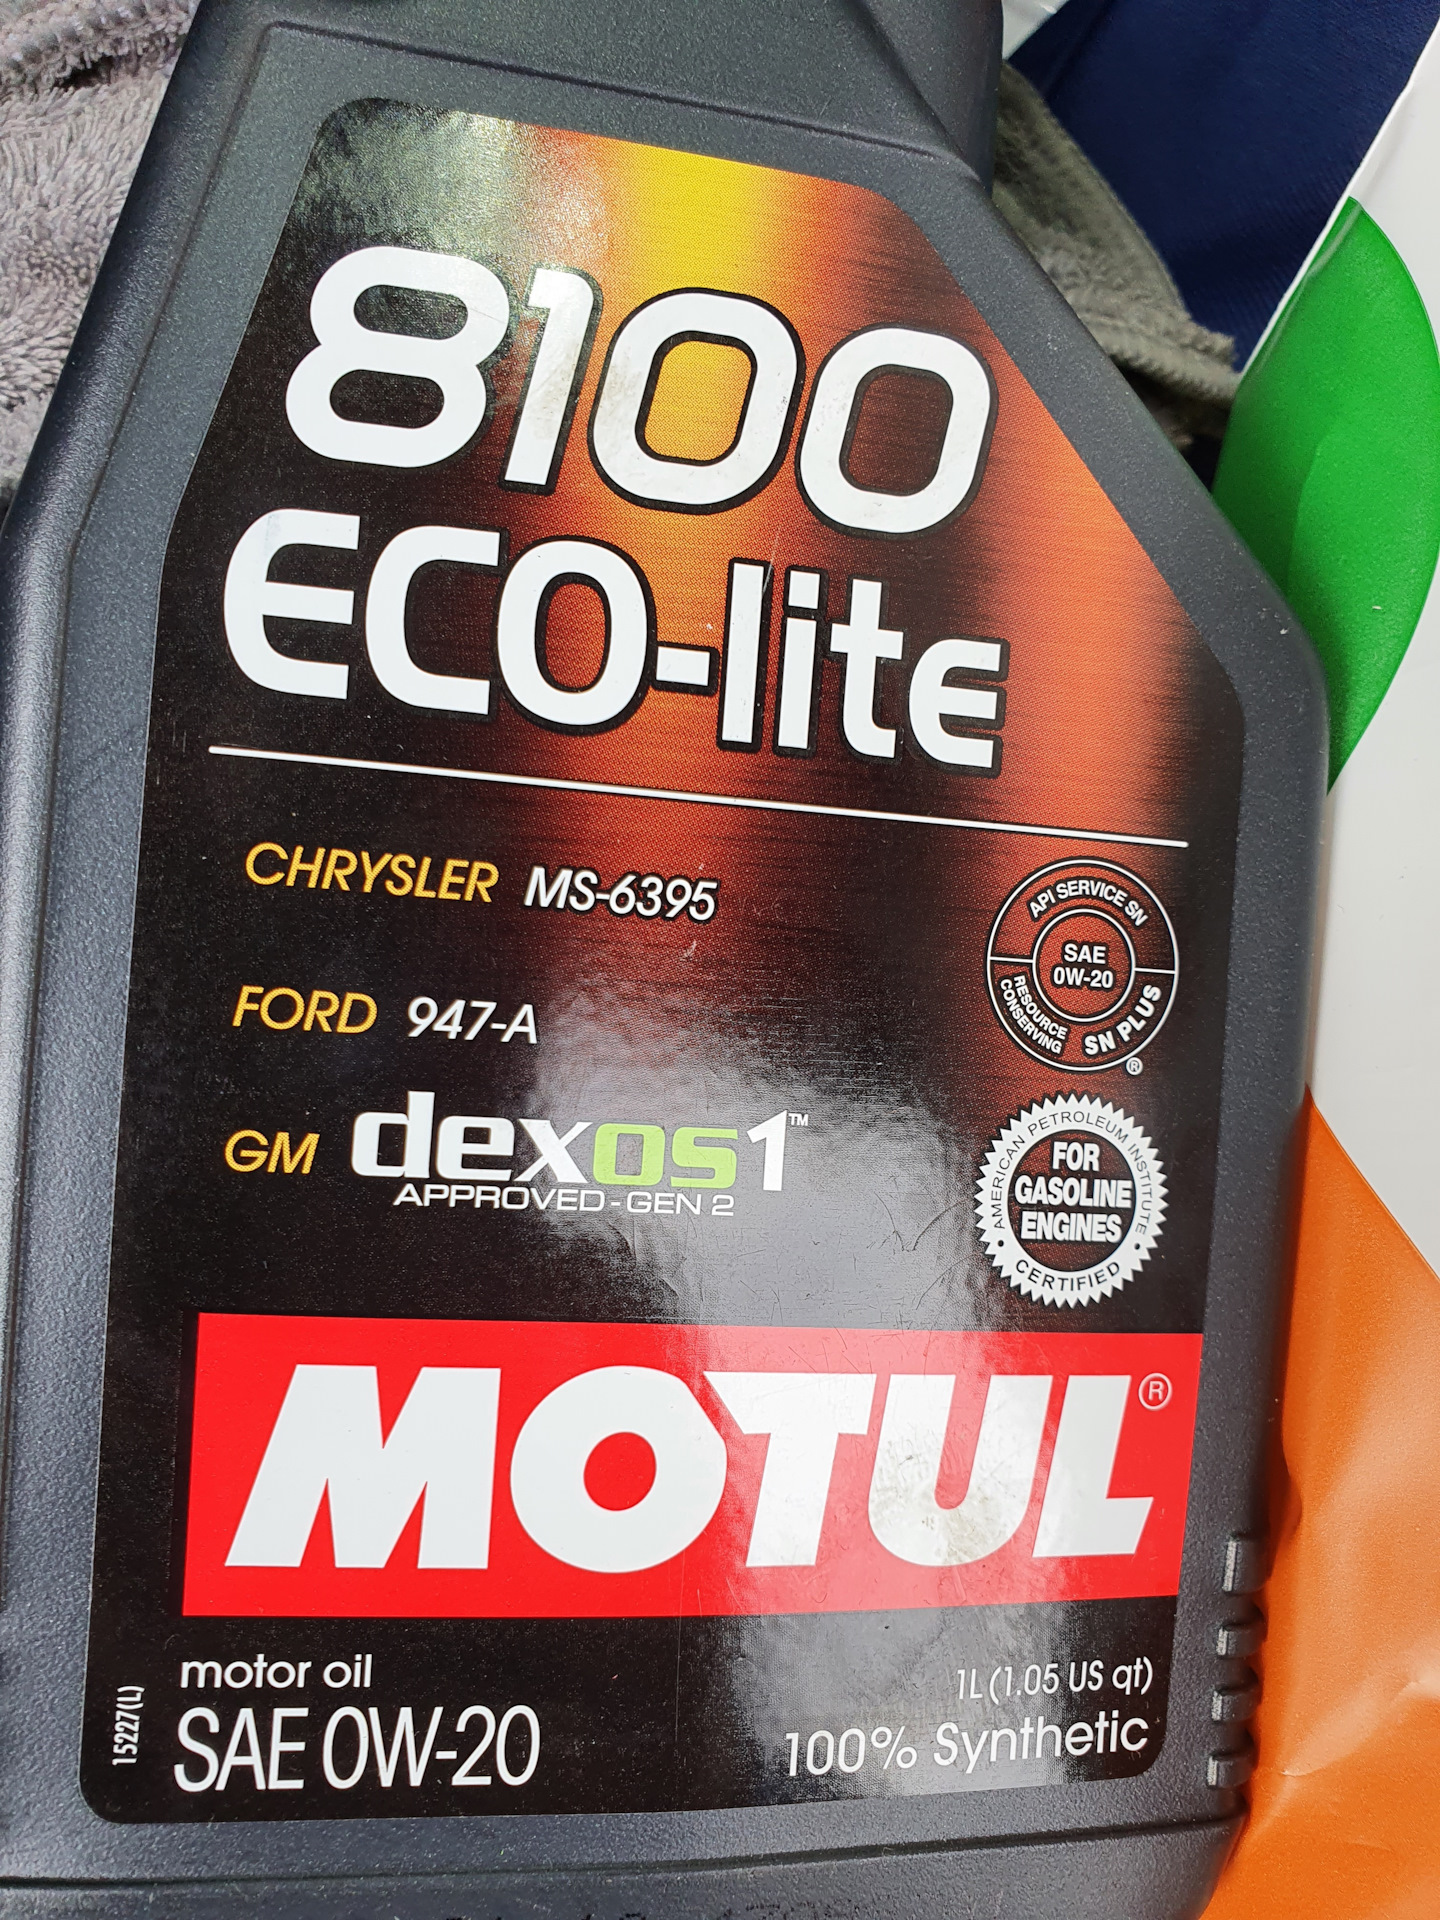 8100
ECO-lite
CHRYSLER MS-6395
FORD 947-A
GM dexos1™
APPROVED-GEN 2
API SERVICE SN
SAE
0W-20
RESOURCE
CONSERVING
SN PLUS
®
AMERICAN PETROLEUM INSTITUTE
FOR
GASOLINE
ENGINES
CERTIFIED
MOTUL®
motor oil
SAE 0W-20
1L (1.05 US qt)
100% Synthetic
15227(L)